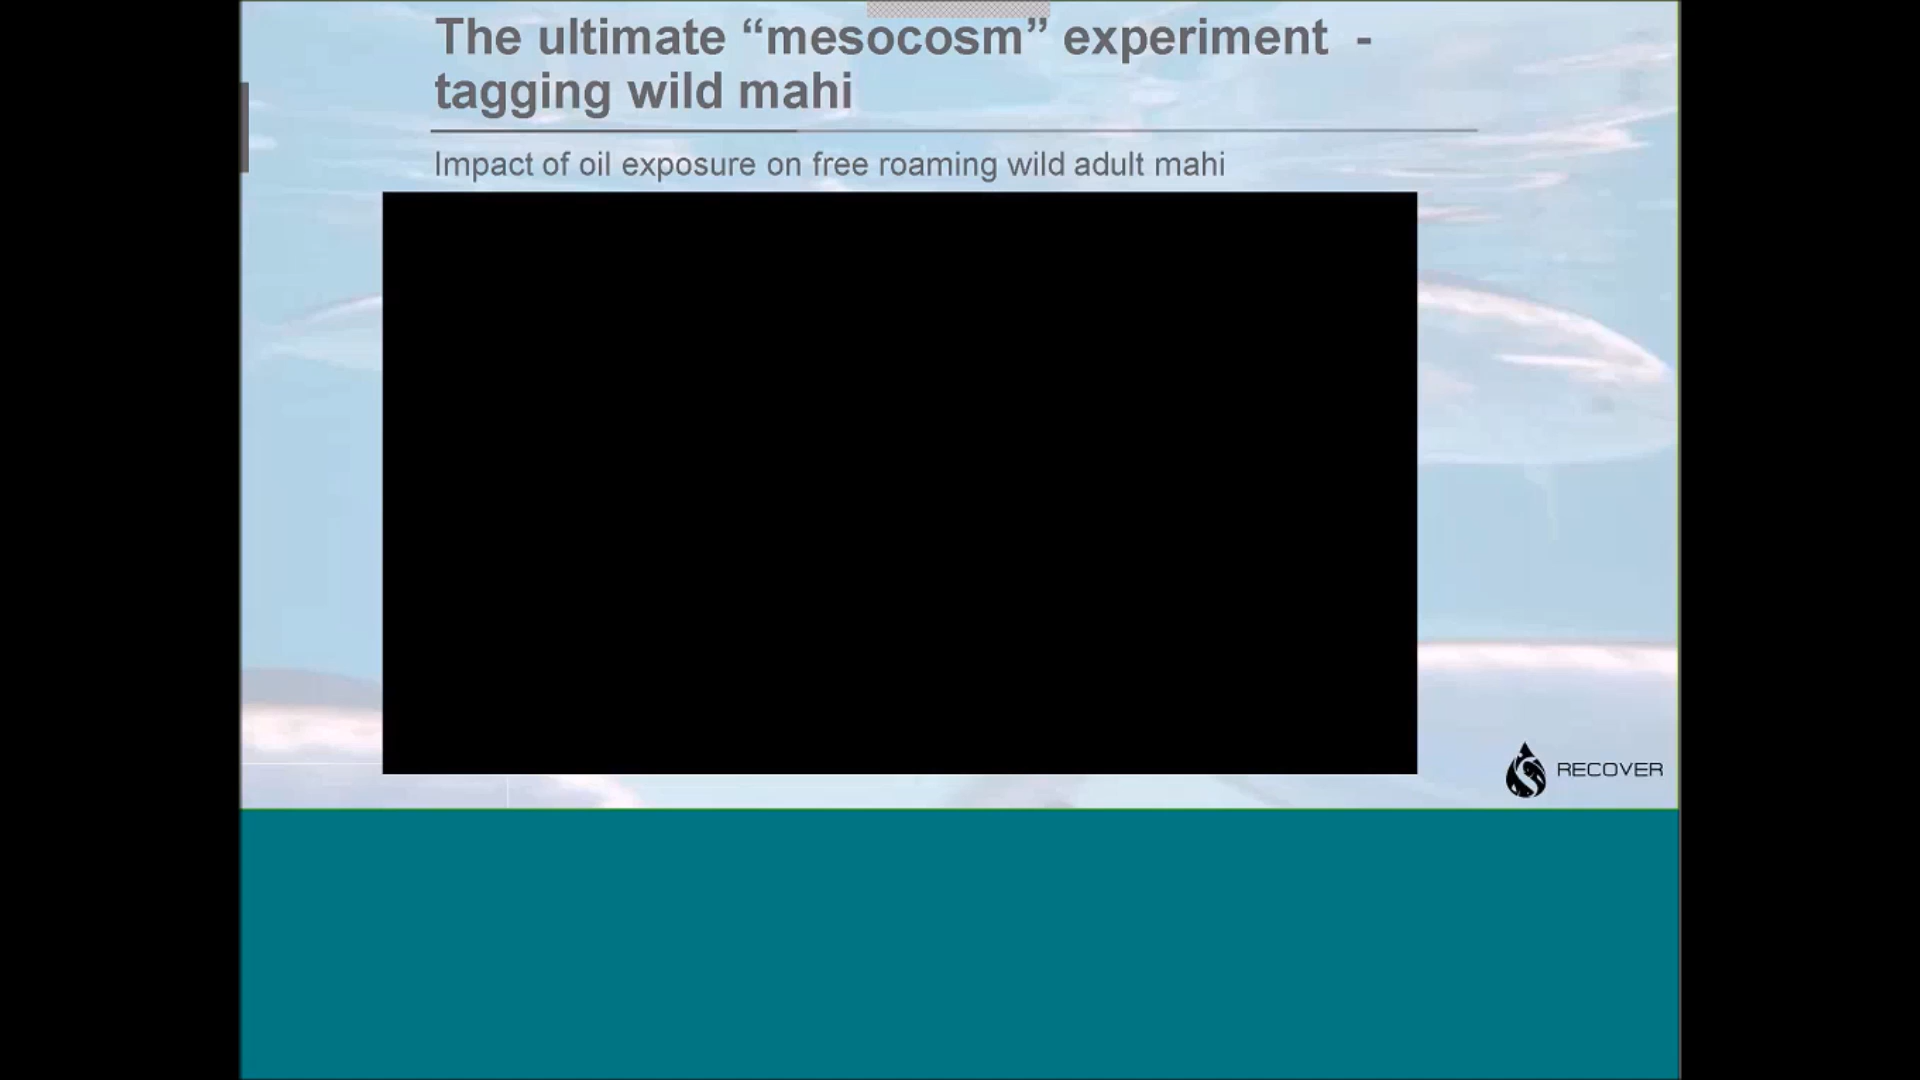 The ultimate “mesocosm” experiment -
tagging wild mahi
Impact of oil exposure on free roaming wild adult mahi
RECOVER